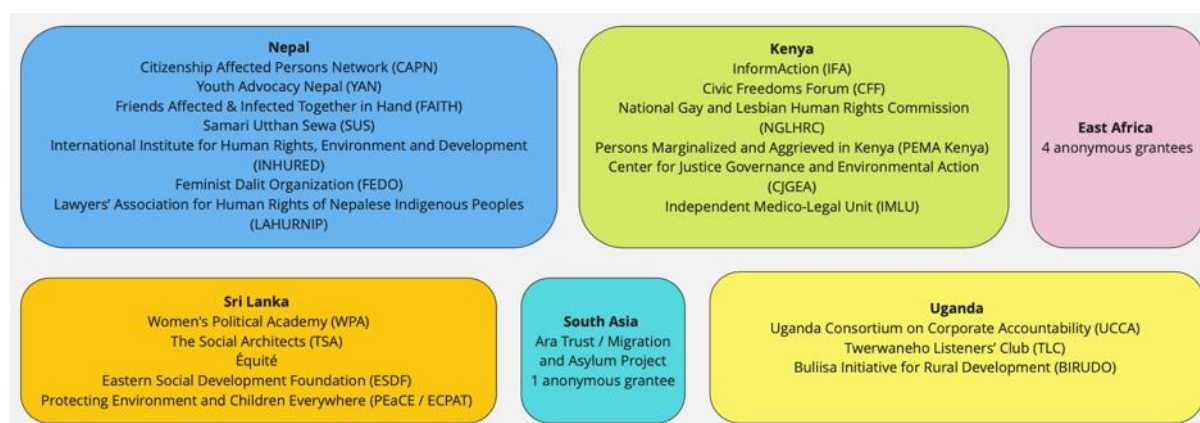 Nepal
Citizenship Affected Persons Network (CAPN)
Youth Advocacy Nepal (YAN)
Friends Affected & Infected Together in Hand (FAITH)
Samari Utthan Sewa (SUS)
International Institute for Human Rights, Environment and Development
(INHURED)
Feminist Dalit Organization (FEDO)
Lawyers’ Association for Human Rights of Nepalese Indigenous Peoples
(LAHURNIP)
Kenya
InformAction (IFA)
Civic Freedoms Forum (CFF)
National Gay and Lesbian Human Rights Commission
(NGLHRC)
Persons Marginalized and Aggrieved in Kenya (PEMA Kenya)
Center for Justice Governance and Environmental Action
(CJGEA)
Independent Medico-Legal Unit (IMLU)
East Africa
4 anonymous grantees
Sri Lanka
Women's Political Academy (WPA)
The Social Architects (TSA)
Équité
Eastern Social Development Foundation (ESDF)
Protecting Environment and Children Everywhere (PEaCE / ECPAT)
South Asia
Ara Trust / Migration
and Asylum Project
1 anonymous grantee
Uganda
Uganda Consortium on Corporate Accountability (UCCA)
Twerwaneho Listeners’ Club (TLC)
Buliisa Initiative for Rural Development (BIRUDO)